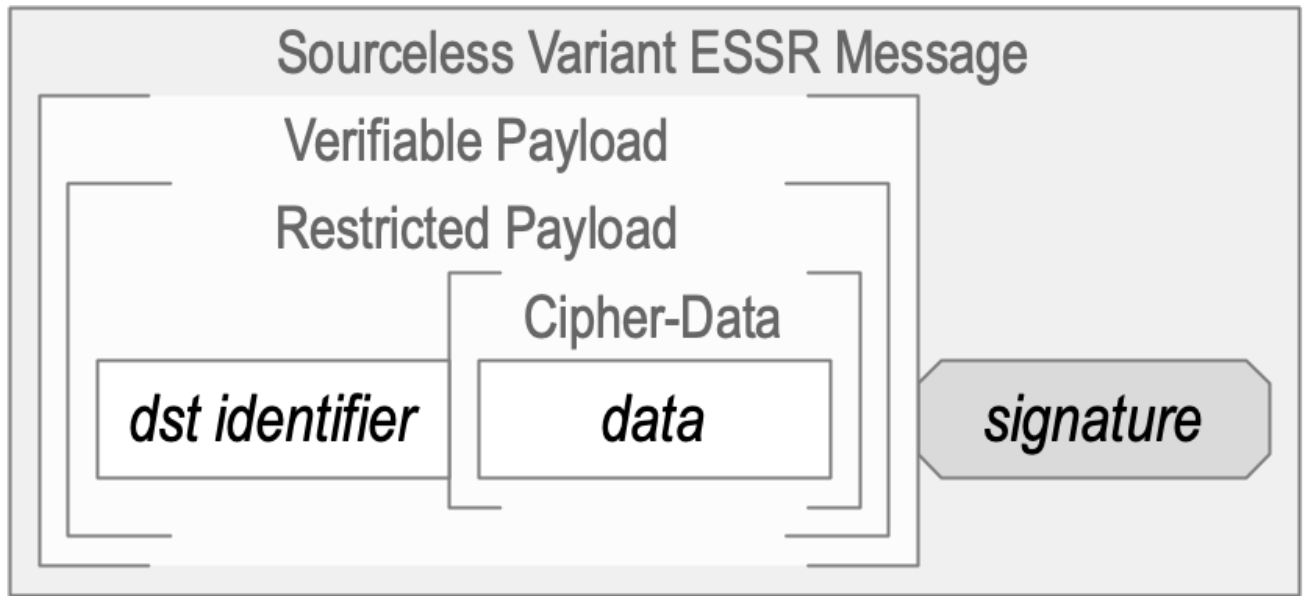 Sourceless Variant ESSR Message
Verifiable Payload
Restricted Payload
Cipher-Data
dst identifier data signature